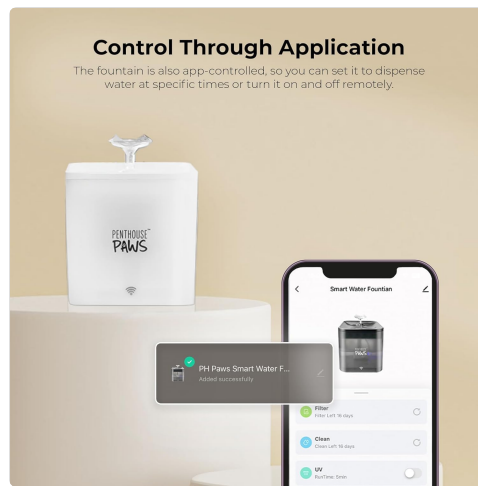 Control Through Application
The fountain is also app-controlled, so you can set it to dispense
water at specific times or turn it on and off remotely.
PENTHOUSE™
PAWS
Smart Water Fountian
PAWS
PH Paws Smart Water F...
Added successfully
Filter
Filter Left: 16 days
Clean
Clean Left: 16 days
UV
RunTime: 5min